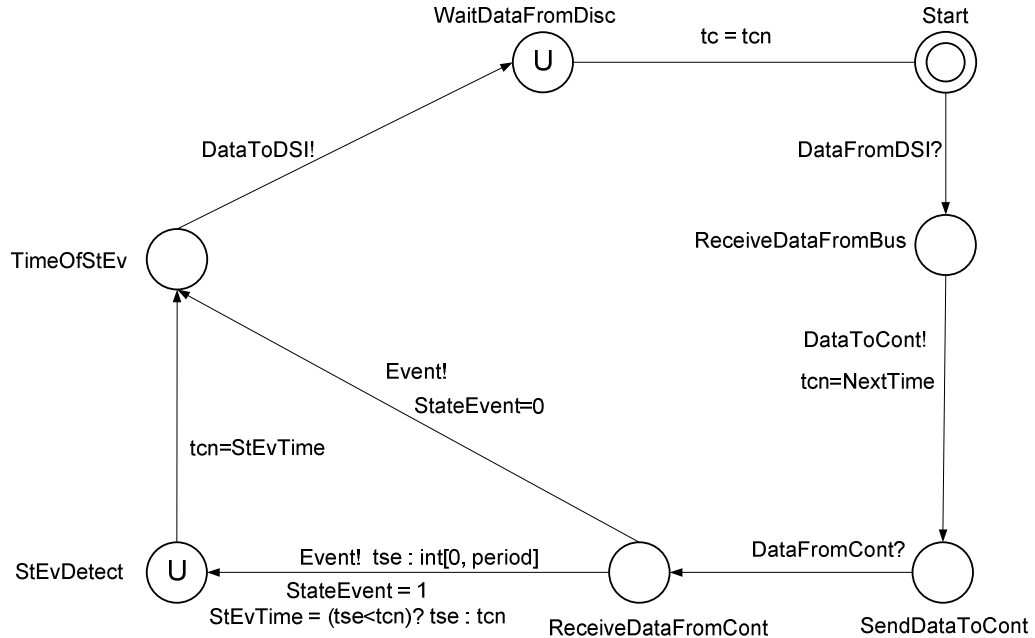 WaitDataFromDisc
Start
tc = tcn
U
DataToDSI!
DataFromDSI?
TimeOfStEv
ReceiveDataFromBus
DataToCont!
tcn=NextTime
Event!
StateEvent=0
tcn=StEvTime
StEvDetect
U
Event! tse : int[0, period]
StateEvent = 1
StEvTime = (tse<tcn)? tse : tcn
DataFromCont?
ReceiveDataFromCont
SendDataToCont